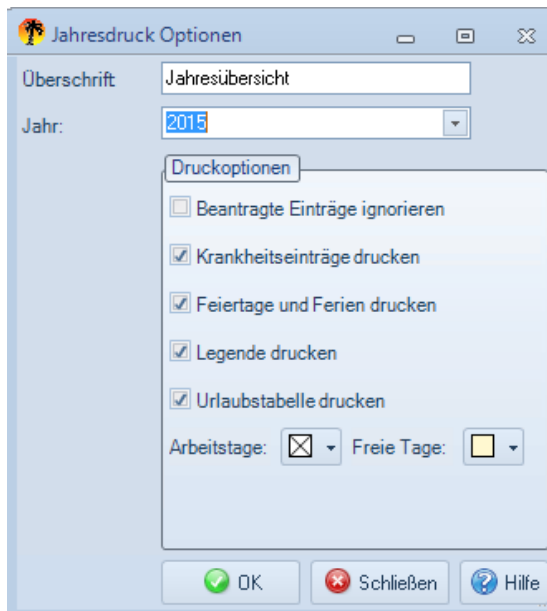 Jahresdruck Optionen
Überschrift Jahresübersicht
Jahr: 2015
Druckoptionen
Beantragte Einträge ignorieren
Krankheitseinträge drucken
Feiertage und Ferien drucken
Legende drucken
Urlaubstabelle drucken
Arbeitstage: Freie Tage:
OK Schließen Hilfe